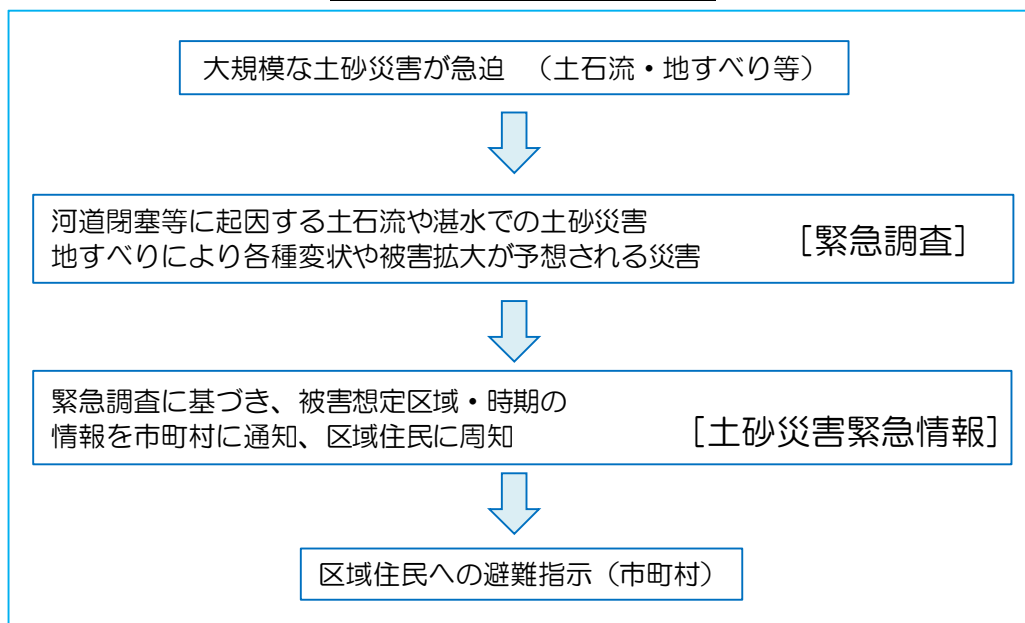 大規模な土砂災害が急迫 （土石流・地すべり等）
河道閉塞等に起因する土石流や湛水での土砂災害
地すべりにより各種変状や被害拡大が予想される災害
［緊急調査］
緊急調査に基づき、被害想定区域・時期の
情報を市町村に通知、区域住民に周知
［土砂災害緊急情報］
区域住民への避難指示（市町村）